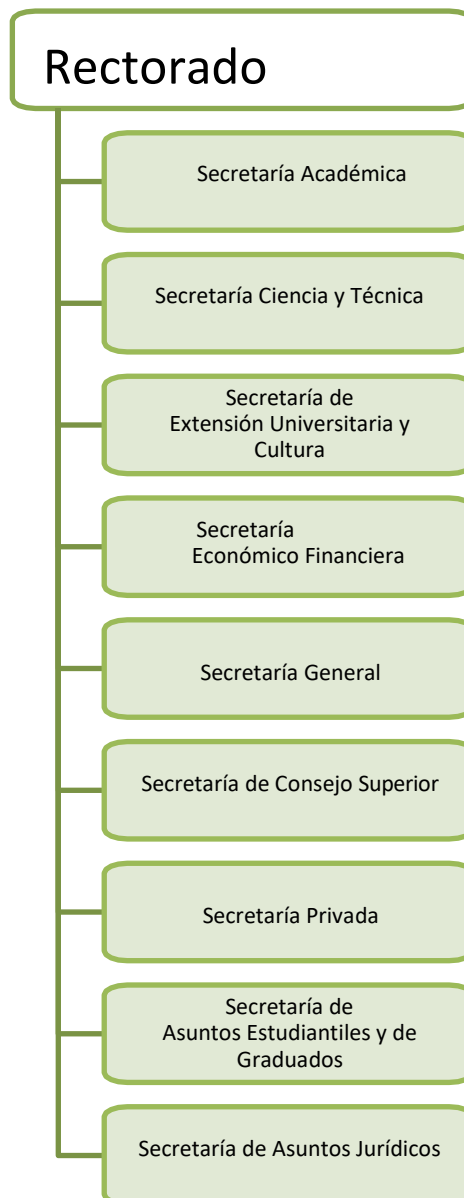 Rectorado
Secretaría Académica
Secretaría Ciencia y Técnica
Secretaría de
Extensión Universitaria y
Cultura
Secretaría
Económico Financiera
Secretaría General
Secretaría de Consejo Superior
Secretaría Privada
Secretaría de
Asuntos Estudiantiles y de
Graduados
Secretaría de Asuntos Jurídicos